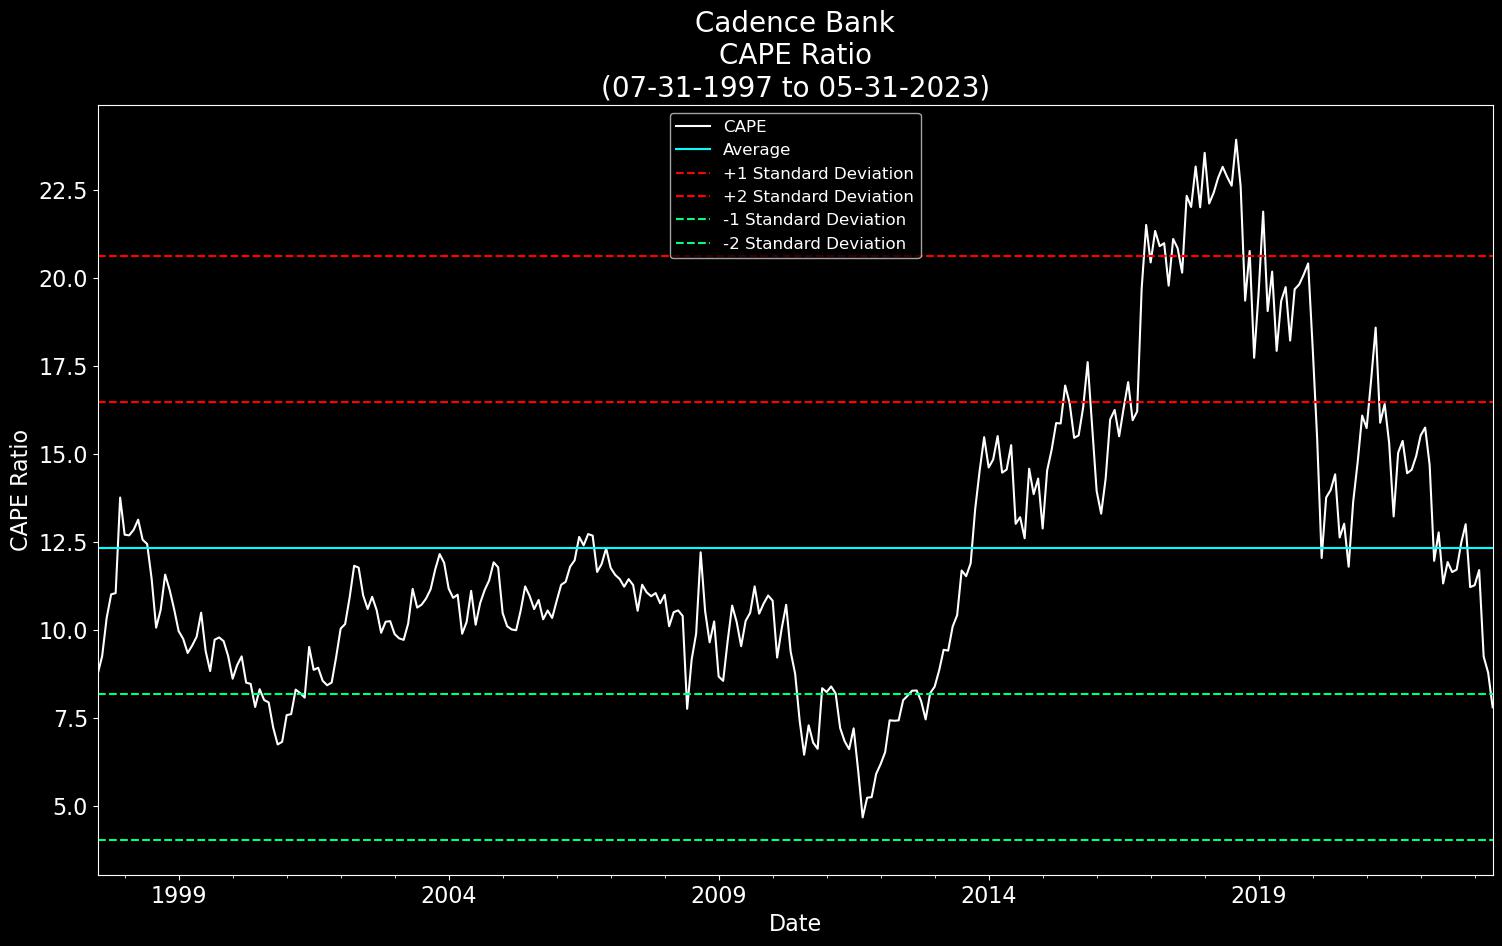 Cadence Bank
CAPE Ratio
(07-31-1997 to 05-31-2023)
CAPE
Average
+1 Standard Deviation
+2 Standard Deviation
-1 Standard Deviation
-2 Standard Deviation
22.5
20.0
17.5
15.0
12.5
10.0
7.5
5.0
CAPE Ratio
1999 2004 2009 2014 2019
Date